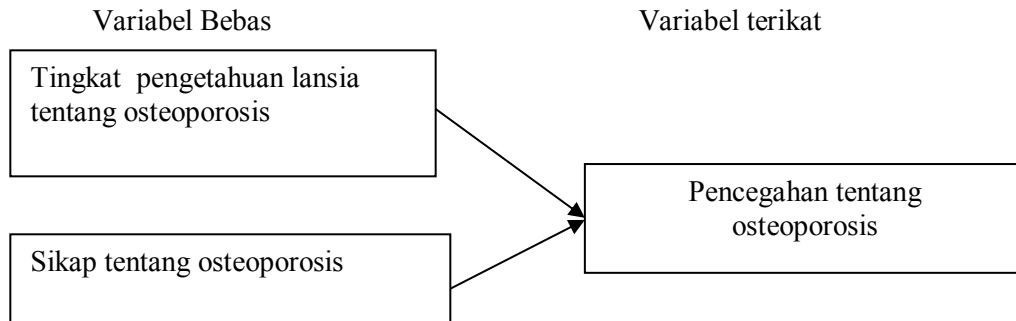 Variabel Bebas
Variabel terikat
Tingkat pengetahuan lansia
tentang osteoporosis
Pencegahan tentang
osteoporosis
Sikap tentang osteoporosis